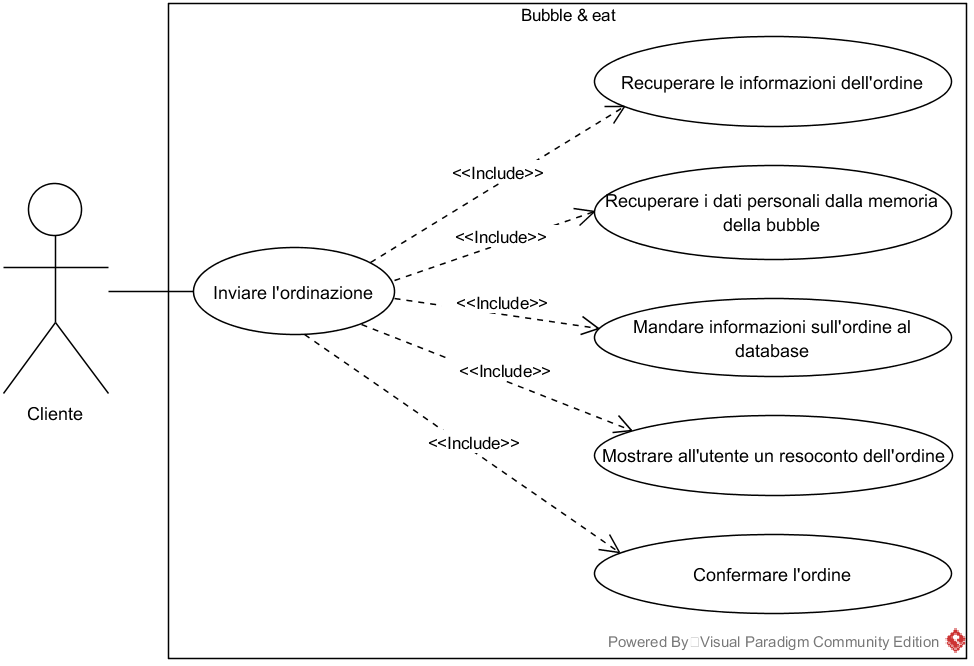 Bubble & eat
Recuperare le informazioni dell'ordine
<<Include>>
Recuperare i dati personali dalla memoria
della bubble
<<Include>>
Inviare l'ordinazione
<<Include>>
Mandare informazioni sull'ordine al
database
<<Include>>
Mostrare all'utente un resoconto dell'ordine
<<Include>>
Confermare l'ordine
Cliente
Powered By Visual Paradigm Community Edition